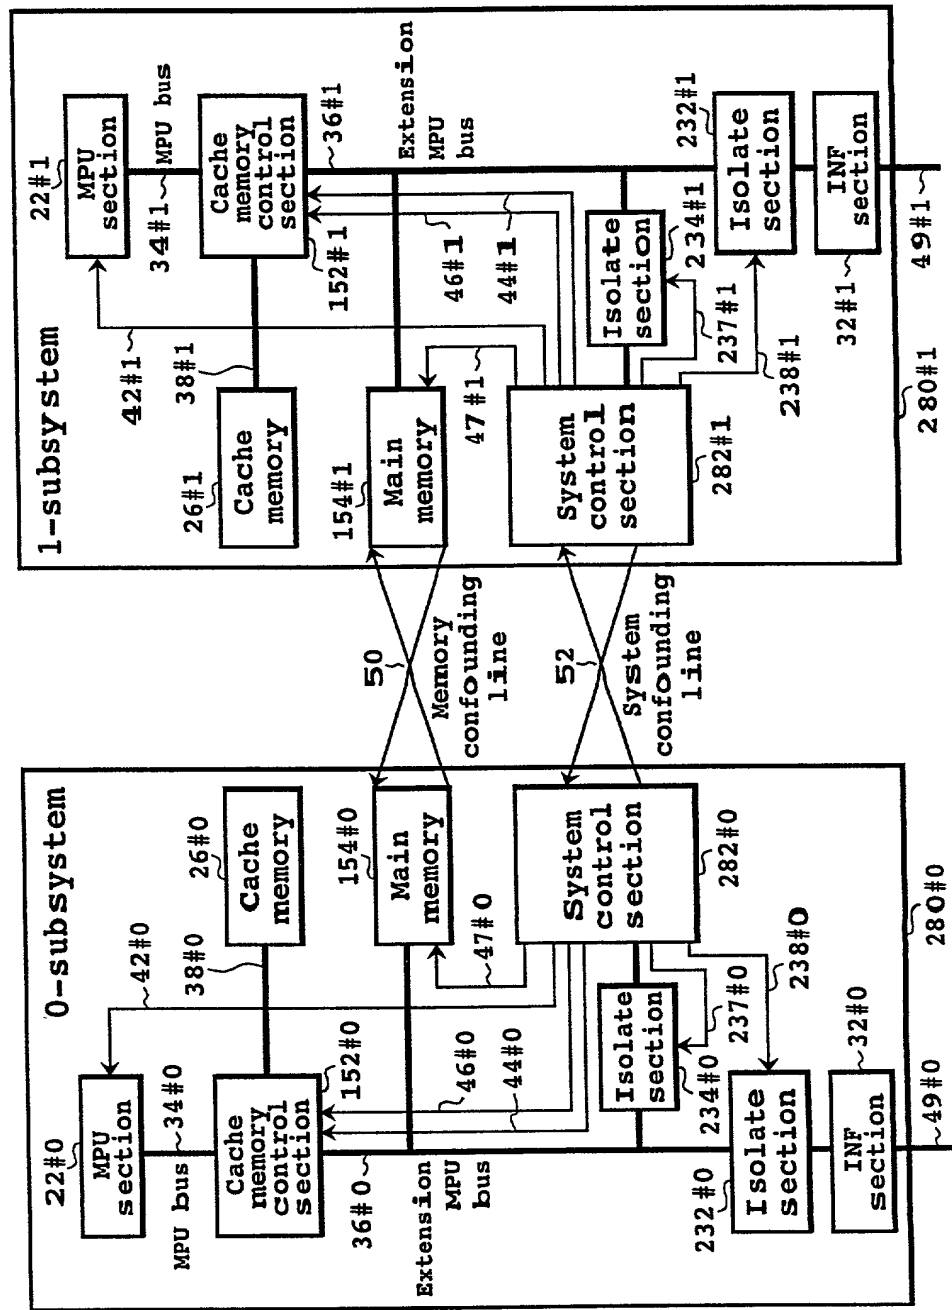 0-subsystem
22#0
MPU
section
34#0
MPU bus
42#0
152#0
Cache
memory
control
section
38#0
26#0
Cache
memory
36#0
Extension
MPU
bus
46#0
44#0
154#0
Main
memory
47#0
System
control
section
282#0
Isolate
section
234#0
237#0
238#0
232#0
Isolate
section
INF
section
32#0
49#0
280#0
50
Memory
confounding
line
52
System
confounding
line
1-subsystem
22#1
MPU
section
34#1
MPU bus
42#1
152#1
Cache
memory
control
section
38#1
26#1
Cache
memory
36#1
Extension
MPU
bus
46#1
44#1
154#1
Main
memory
47#1
System
control
section
282#1
Isolate
section
234#1
237#1
238#1
232#1
Isolate
section
INF
section
32#1
49#1
280#1